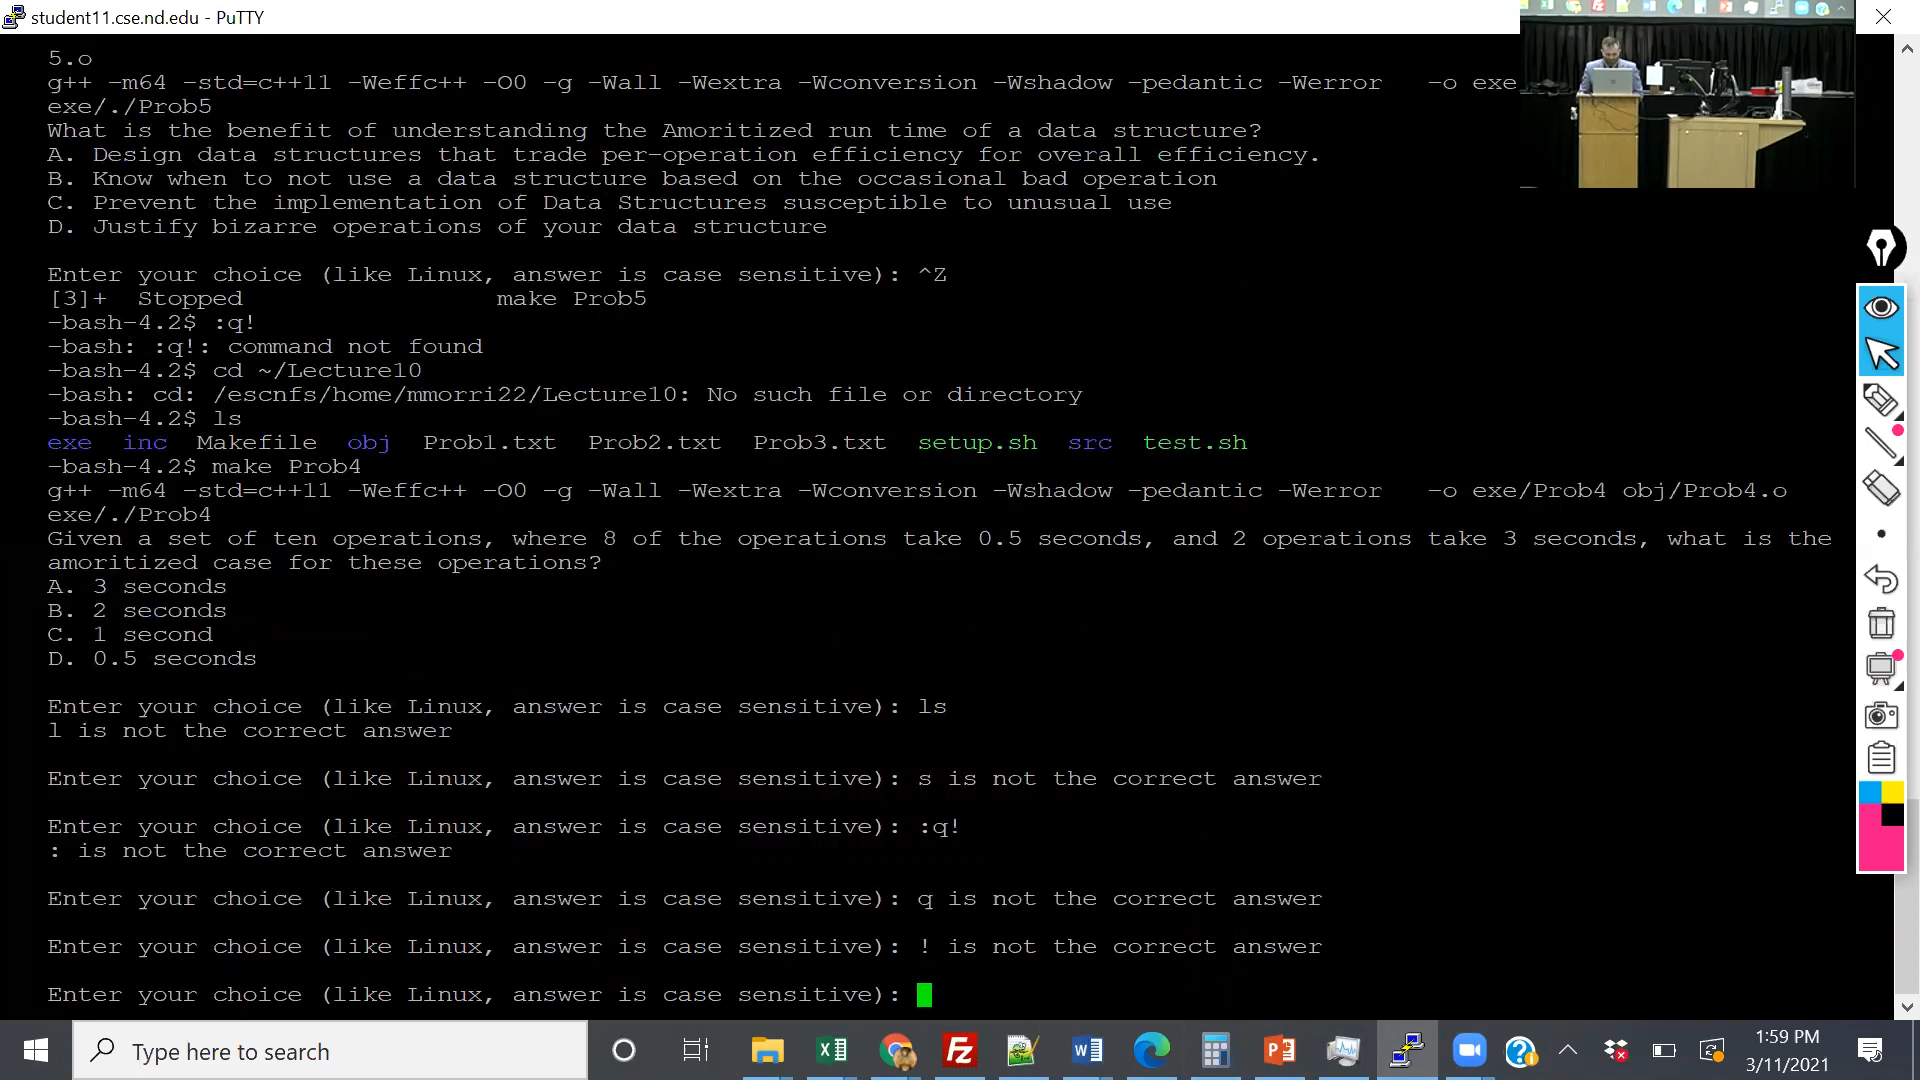 student11.cse.nd.edu - PuTTY
5.o
g++ -m64 -std=c++11 -Weffc++ -O0 -g -Wall -Wextra -Wconversion -Wshadow -pedantic -Werror   -o exe
exe/./Prob5
What is the benefit of understanding the Amoritized run time of a data structure?
A. Design data structures that trade per-operation efficiency for overall efficiency.
B. Know when to not use a data structure based on the occasional bad operation
C. Prevent the implementation of Data Structures susceptible to unusual use
D. Justify bizarre operations of your data structure
Enter your choice (like Linux, answer is case sensitive): ^Z
[3]+  Stopped                 make Prob5
-bash-4.2$ :q!
-bash: :q!: command not found
-bash-4.2$ cd ~/Lecture10
-bash: cd: /escnfs/home/mmorri22/Lecture10: No such file or directory
-bash-4.2$ ls
exe  inc  Makefile  obj  Prob1.txt  Prob2.txt  Prob3.txt  setup.sh  src  test.sh
-bash-4.2$ make Prob4
g++ -m64 -std=c++11 -Weffc++ -O0 -g -Wall -Wextra -Wconversion -Wshadow -pedantic -Werror   -o exe/Prob4 obj/Prob4.o
exe/./Prob4
Given a set of ten operations, where 8 of the operations take 0.5 seconds, and 2 operations take 3 seconds, what is the
amoritized case for these operations?
A. 3 seconds
B. 2 seconds
C. 1 second
D. 0.5 seconds
Enter your choice (like Linux, answer is case sensitive): ls
l is not the correct answer
Enter your choice (like Linux, answer is case sensitive): s is not the correct answer
Enter your choice (like Linux, answer is case sensitive): :q!
: is not the correct answer
Enter your choice (like Linux, answer is case sensitive): q is not the correct answer
Enter your choice (like Linux, answer is case sensitive): ! is not the correct answer
Enter your choice (like Linux, answer is case sensitive):
Type here to search
1:59 PM
3/11/2021